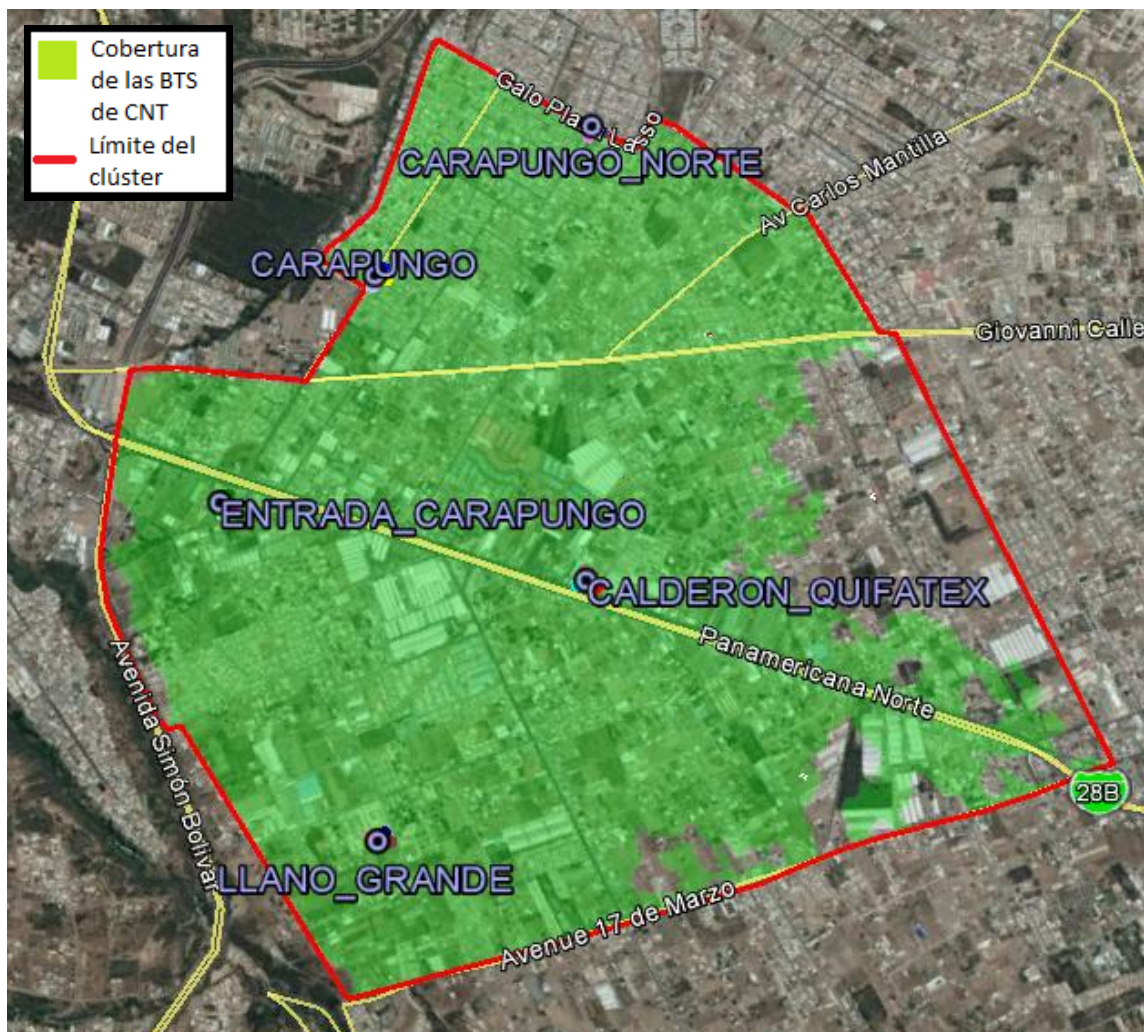 Cobertura
de las BTS
de CNT
Límite del
clúster
Galo Plaza Lasso
CARAPUNGO_NORTE
Av Carlos Mantilla
CARAPUNGO
Giovanni Calle
ENTRADA_CARAPUNGO
CALDERON_QUIFATEX
Panamericana Norte
Avenida Simón Bolívar
28B
LLANO_GRANDE
Avenue 17 de Marzo